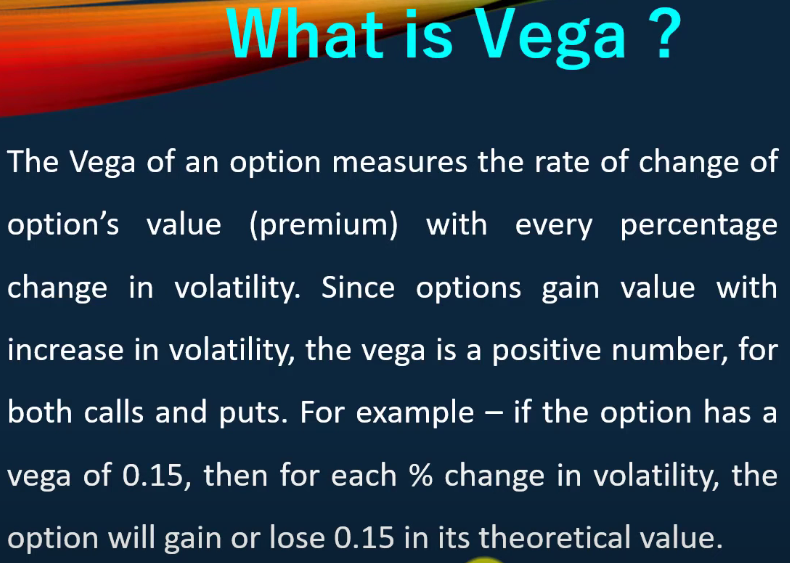 What is Vega ?
The Vega of an option measures the rate of change of
option’s value (premium) with every percentage
change in volatility. Since options gain value with
increase in volatility, the vega is a positive number, for
both calls and puts. For example – if the option has a
vega of 0.15, then for each % change in volatility, the
option will gain or lose 0.15 in its theoretical value.